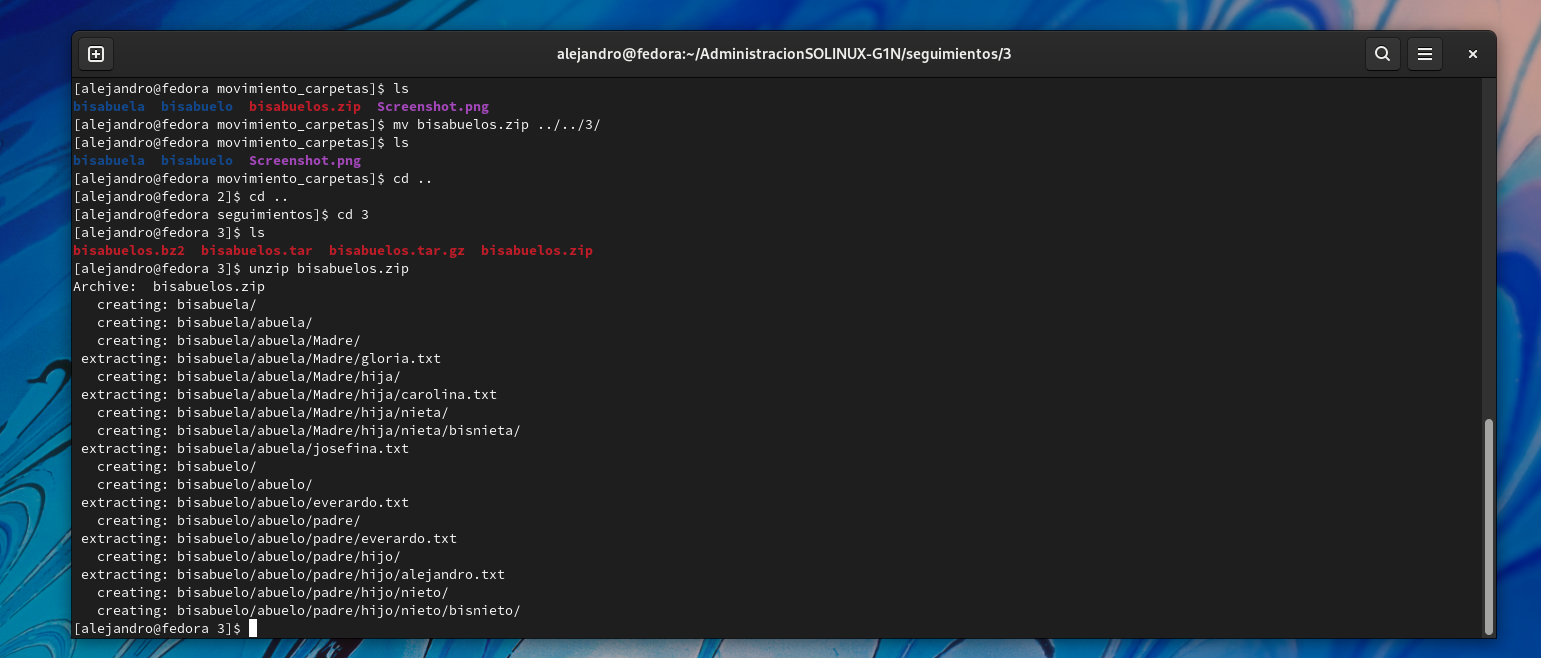 alejandro@fedora:~/AdministracionSOLINUX-G1N/seguimientos/3
[alejandro@fedora movimiento_carpetas]$ ls
bisabuela  bisabuelo  bisabuelos.zip  Screenshot.png
[alejandro@fedora movimiento_carpetas]$ mv bisabuelos.zip ../../3/
[alejandro@fedora movimiento_carpetas]$ ls
bisabuela  bisabuelo  Screenshot.png
[alejandro@fedora movimiento_carpetas]$ cd ..
[alejandro@fedora 2]$ cd ..
[alejandro@fedora seguimientos]$ cd 3
[alejandro@fedora 3]$ ls
bisabuelos.bz2  bisabuelos.tar  bisabuelos.tar.gz  bisabuelos.zip
[alejandro@fedora 3]$ unzip bisabuelos.zip
Archive:  bisabuelos.zip
   creating: bisabuela/
   creating: bisabuela/abuela/
   creating: bisabuela/abuela/Madre/
 extracting: bisabuela/abuela/Madre/gloria.txt
   creating: bisabuela/abuela/Madre/hija/
 extracting: bisabuela/abuela/Madre/hija/carolina.txt
   creating: bisabuela/abuela/Madre/hija/nieta/
   creating: bisabuela/abuela/Madre/hija/nieta/bisnieta/
 extracting: bisabuela/abuela/josefina.txt
   creating: bisabuelo/
   creating: bisabuelo/abuelo/
 extracting: bisabuelo/abuelo/everardo.txt
   creating: bisabuelo/abuelo/padre/
 extracting: bisabuelo/abuelo/padre/everardo.txt
   creating: bisabuelo/abuelo/padre/hijo/
 extracting: bisabuelo/abuelo/padre/hijo/alejandro.txt
   creating: bisabuelo/abuelo/padre/hijo/nieto/
   creating: bisabuelo/abuelo/padre/hijo/nieto/bisnieto/
[alejandro@fedora 3]$